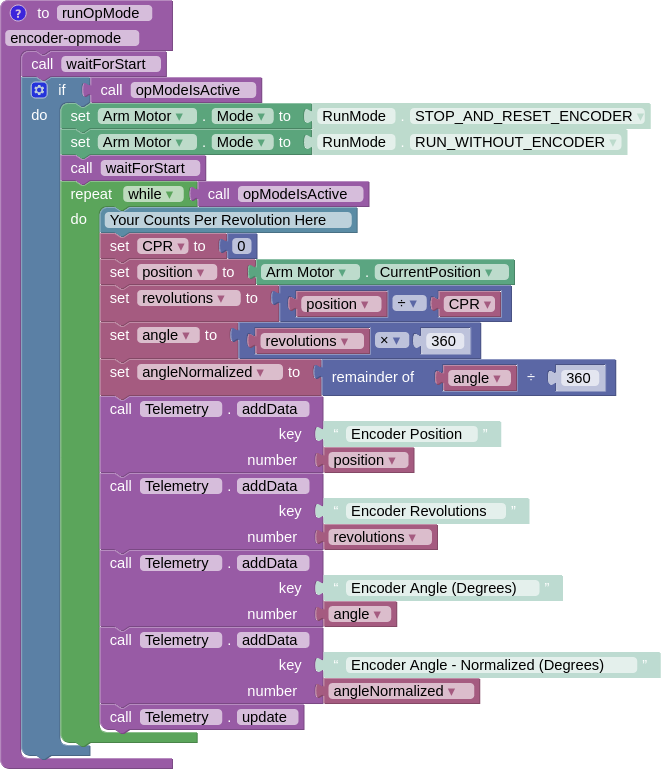 ? to runOpMode
encoder-opmode
call waitForStart
if call opModeIsActive
do set Arm Motor ▾ . Mode ▾ to RunMode . STOP_AND_RESET_ENCODER ▾
set Arm Motor ▾ . Mode ▾ to RunMode . RUN_WITHOUT_ENCODER ▾
call waitForStart
repeat while ▾ call opModeIsActive
do Your Counts Per Revolution Here
set CPR ▾ to 0
set position ▾ to Arm Motor ▾ . CurrentPosition ▾
set revolutions ▾ to position ▾ ÷ ▾ CPR ▾
set angle ▾ to revolutions ▾ × ▾ 360
set angleNormalized ▾ to remainder of angle ▾ ÷ 360
call Telemetry . addData
key “ Encoder Position ”
number position ▾
call Telemetry . addData
key “ Encoder Revolutions ”
number revolutions ▾
call Telemetry . addData
key “ Encoder Angle (Degrees) ”
number angle ▾
call Telemetry . addData
key “ Encoder Angle - Normalized (Degrees) ”
number angleNormalized ▾
call Telemetry . update